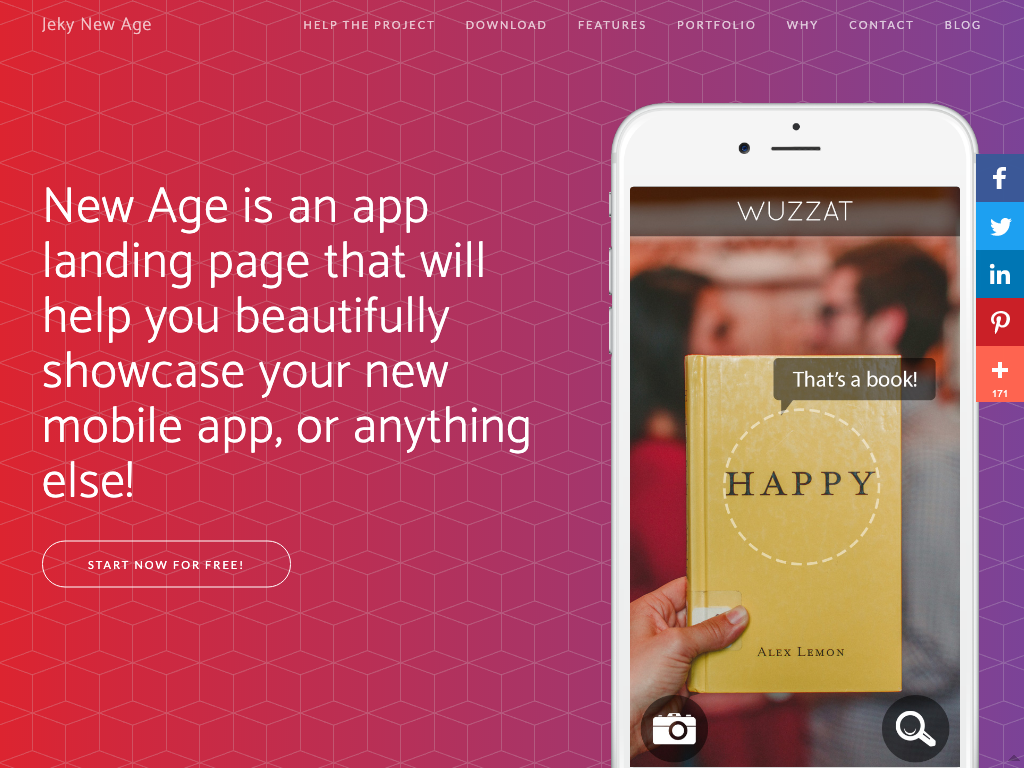 Jeky New Age
HELP THE PROJECT
DOWNLOAD
FEATURES
PORTFOLIO
WHY
CONTACT
BLOG
New Age is an app
landing page that will
help you beautifully
showcase your new
mobile app, or anything
else!
START NOW FOR FREE!
WUZZAT
That's a book!
HAPPY
ALEX LEMON
171